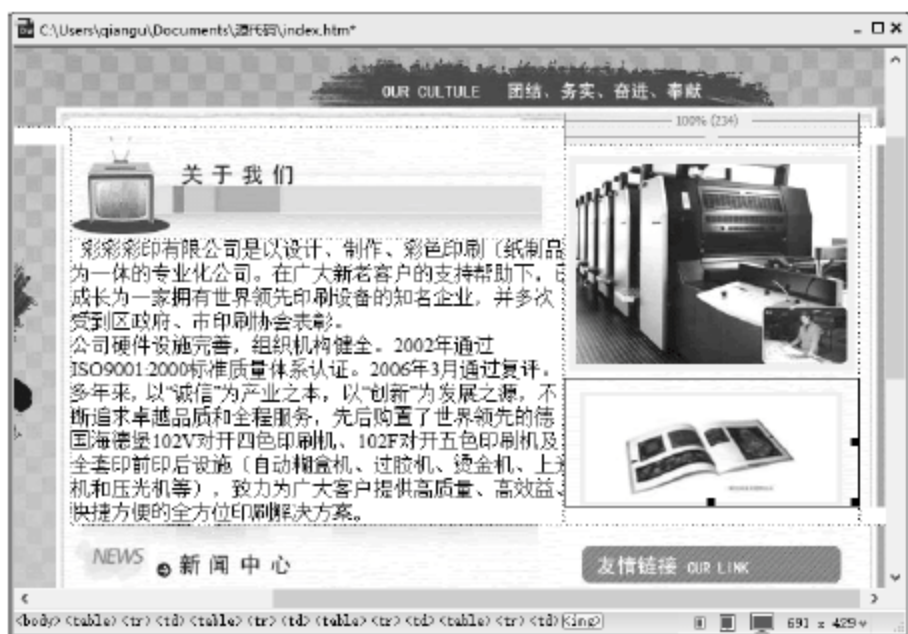 C:\Users\qiangu\Documents\源代码\index.htm*
OUR CULTULE 团结、务实、奋进、奉献
100% (234)
关于我们
彩彩彩印有限公司是以设计、制作、彩色印刷（纸制品
为一体的专业化公司。在广大新老客户的支持帮助下，已
成长为一家拥有世界领先印刷设备的知名企业，并多次
受到区政府、市印刷协会表彰。
公司硬件设施完善，组织机构健全。2002年通过
ISO9001:2000标准质量体系认证。2006年3月通过复评。
多年来，以"诚信"为产业之本，以"创新"为发展之源，不
断追求卓越品质和全程服务，先后购置了世界领先的德
国海德堡102V对开四色印刷机、102F对开五色印刷机及
全套印前印后设施（自动糊盒机、过胶机、烫金机、上光
机和压光机等），致力为广大客户提供高质量、高效益、
快捷方便的全方位印刷解决方案。
NEWS 新闻中心
友情链接 OUR LINK
<body> <table> <tr> <td> <table> <tr> <td> <table> <tr> <td> <table> <tr> <td> <img>
691 x 429